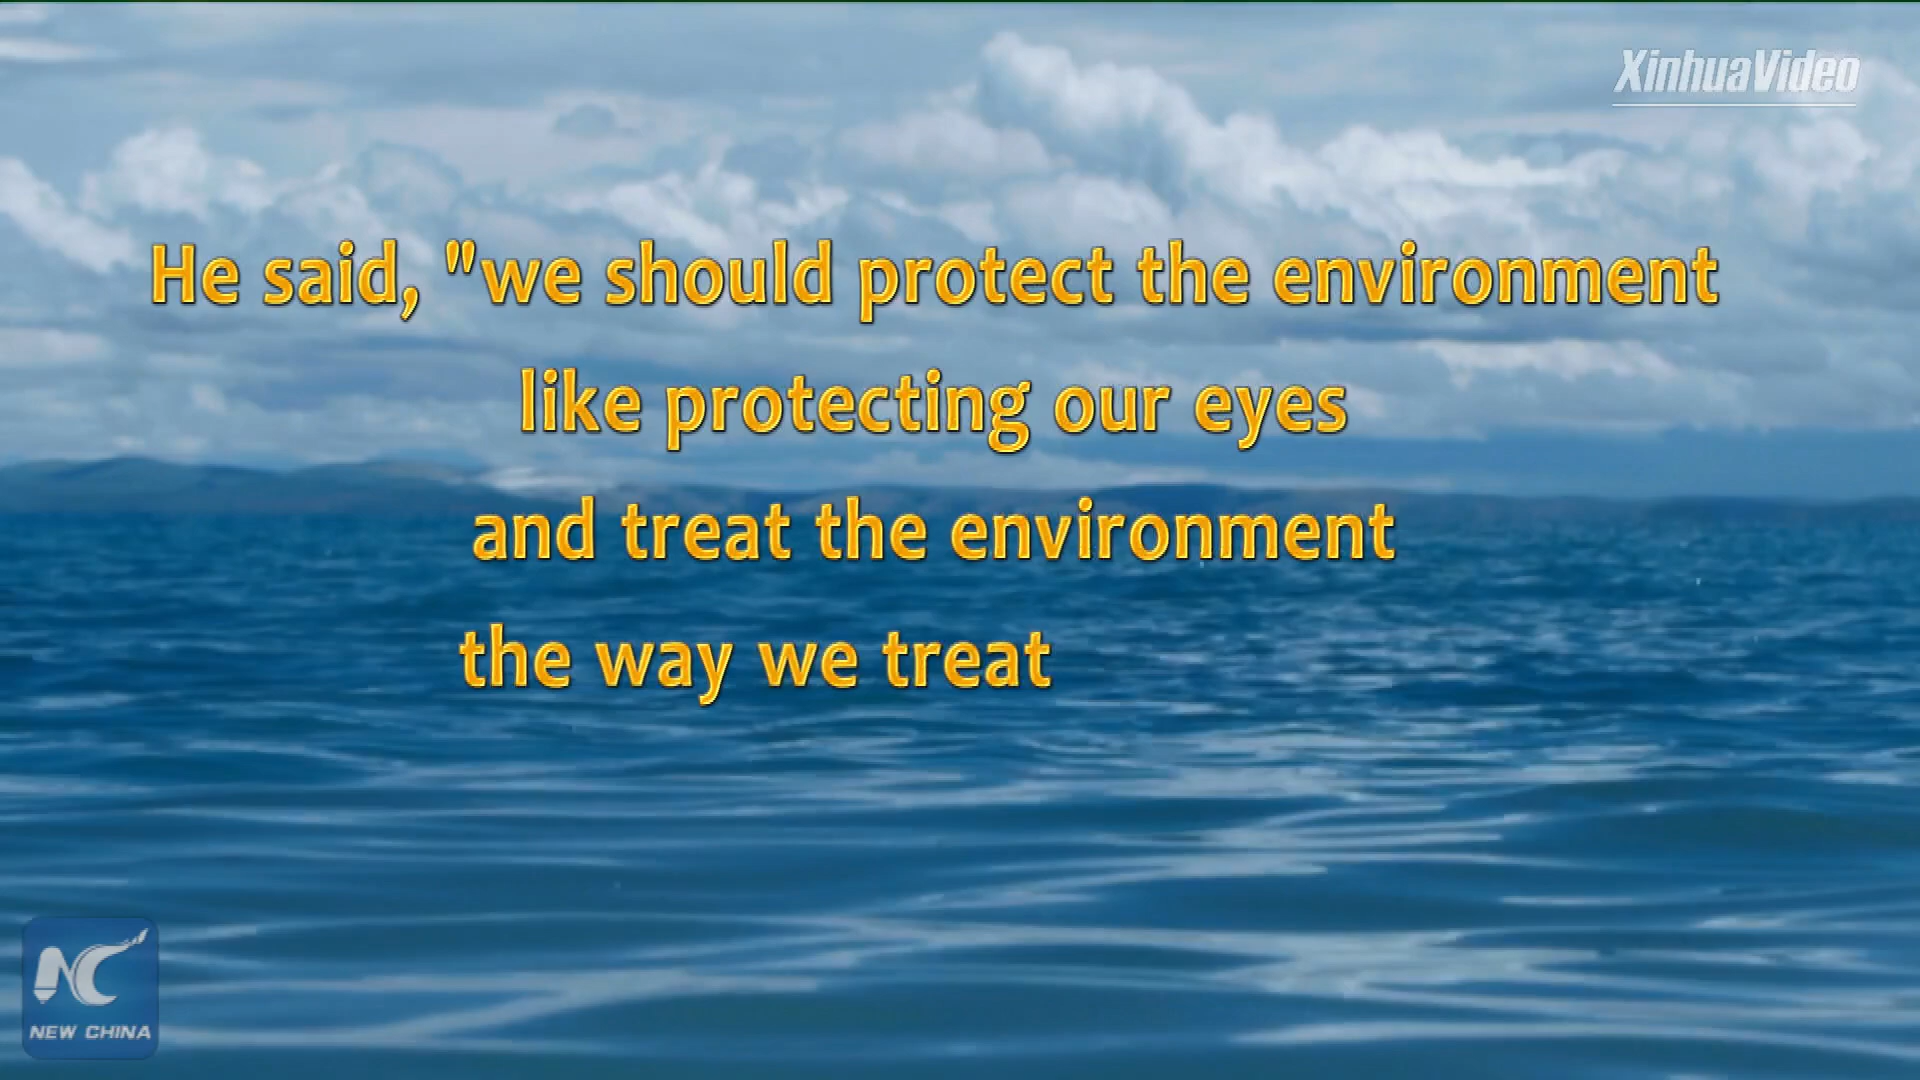 XinhuaVideo
He said, "we should protect the environment
like protecting our eyes
and treat the environment
the way we treat
NC
NEW CHINA